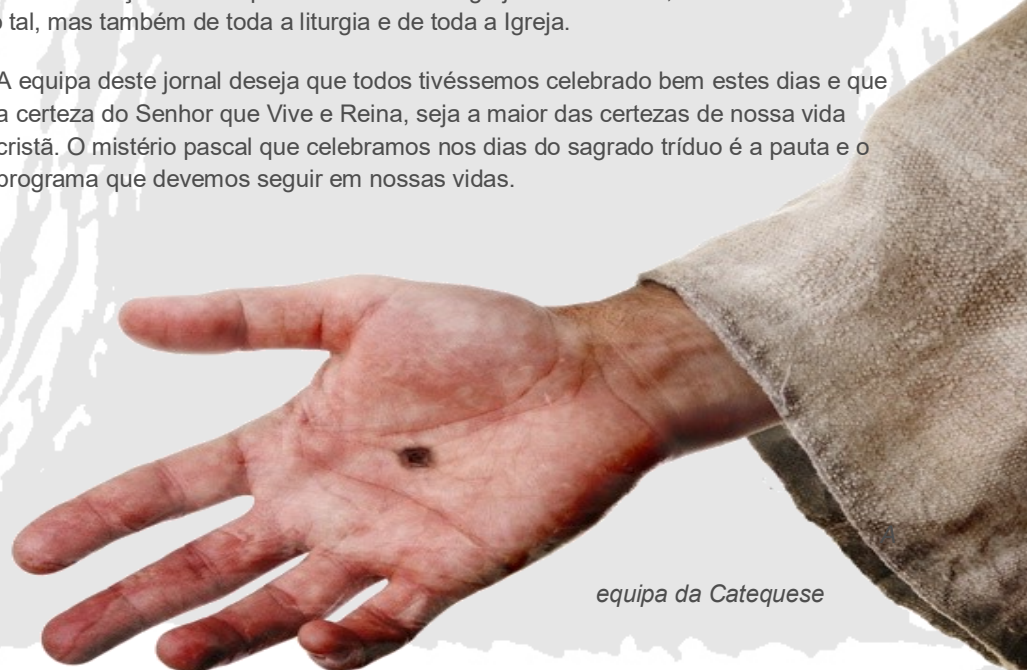 tal, mas também de toda a liturgia e de toda a Igreja.
A equipa deste jornal deseja que todos tivéssemos celebrado bem estes dias e que
a certeza do Senhor que Vive e Reina, seja a maior das certezas de nossa vida
cristã. O mistério pascal que celebramos nos dias do sagrado tríduo é a pauta e o
programa que devemos seguir em nossas vidas.
equipa da Catequese